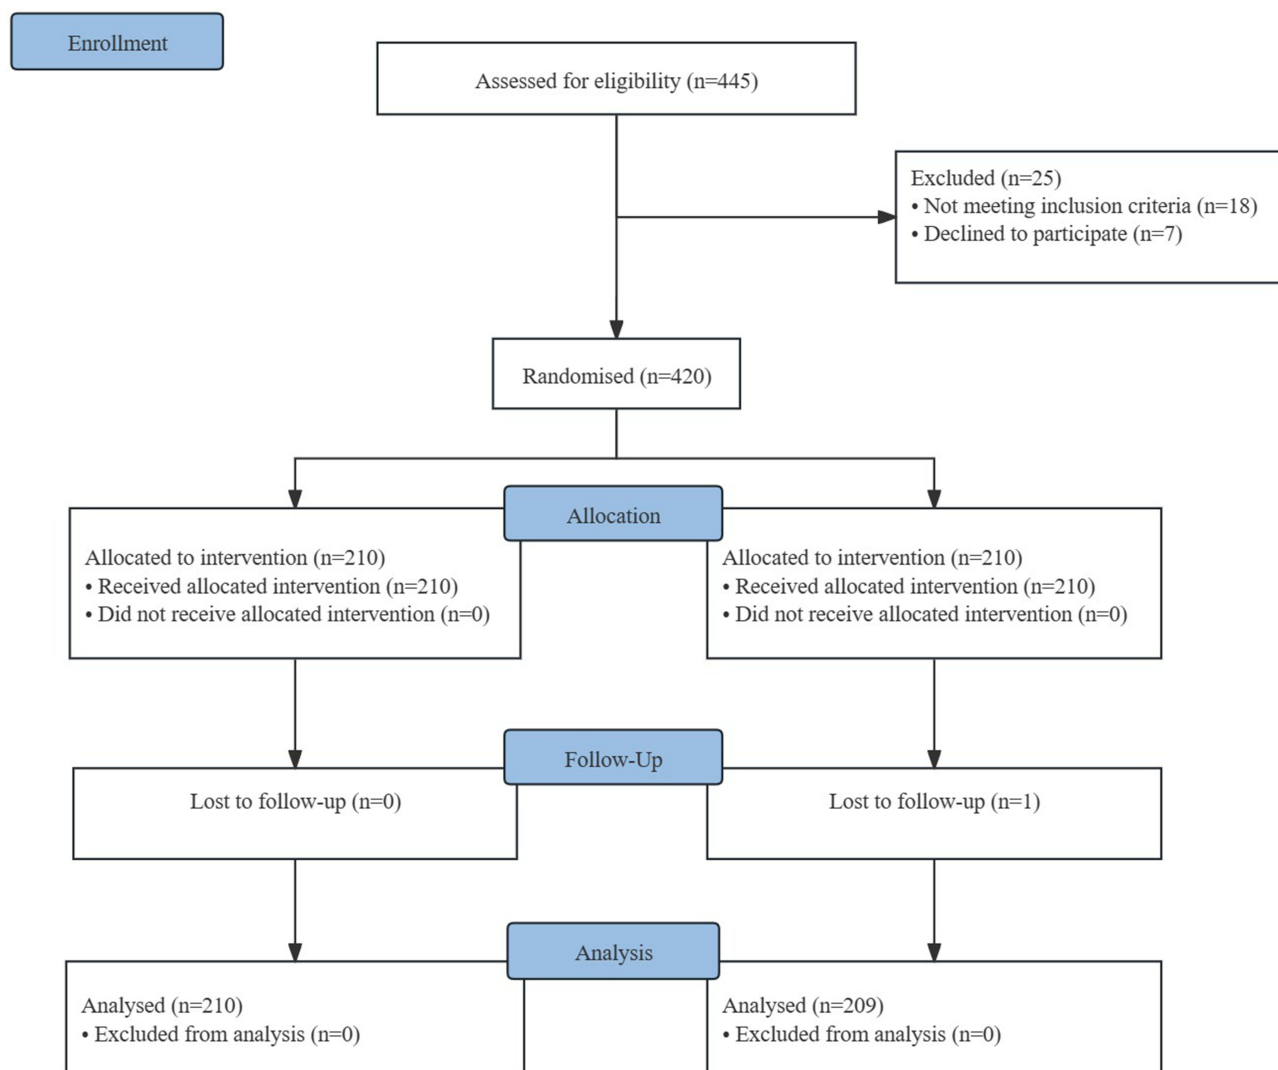 Enrollment
Assessed for eligibility (n=445)
Excluded (n=25)
• Not meeting inclusion criteria (n=18)
• Declined to participate (n=7)
Randomised (n=420)
Allocation
Allocated to intervention (n=210)
• Received allocated intervention (n=210)
• Did not receive allocated intervention (n=0)
Allocated to intervention (n=210)
• Received allocated intervention (n=210)
• Did not receive allocated intervention (n=0)
Follow-Up
Lost to follow-up (n=0)
Lost to follow-up (n=1)
Analysis
Analysed (n=210)
• Excluded from analysis (n=0)
Analysed (n=209)
• Excluded from analysis (n=0)